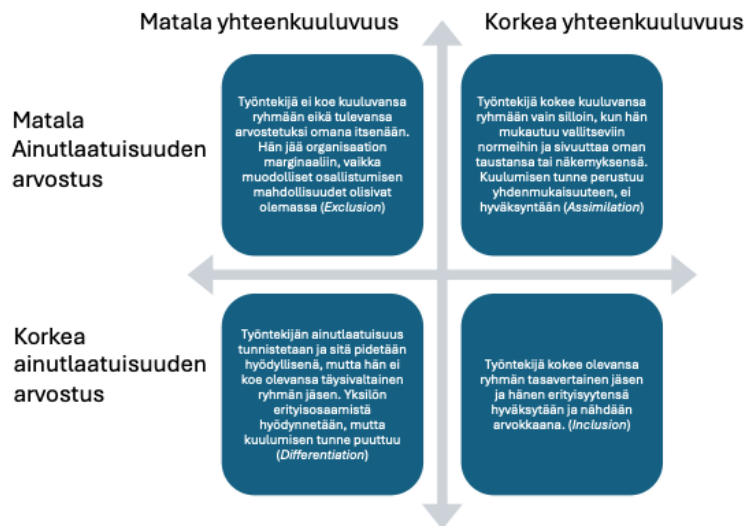 Matala yhteenkuuluvuus
Korkea yhteenkuuluvuus
Matala
Ainutlaatuisuuden
arvostus
Työntekijä ei koe kuuluvansa
ryhmään eikä tulevansa
arvostetuksi omana itsenään.
Hän jää organisaation
marginaaliin, vaikka
muodolliset osallistumisen
mahdollisuudet olisivat
olemassa (Exclusion)
Työntekijä kokee kuuluvansa
ryhmään vain silloin, kun hän
mukautuu vallitseviin
normeihin ja sivuuttaa oman
taustansa tai näkemyksensä.
Kuulumisen tunne perustuu
yhdenmukaisuuteen, ei
hyväksyntään (Assimilation)
Korkea
ainutlaatuisuuden
arvostus
Työntekijän ainutlaatuisuus
tunnistetaan ja sitä pidetään
hyödyllisenä, mutta hän ei
koe olevansa täysivaltainen
ryhmän jäsen. Yksilön
erityisosaamista
hyödynnetään, mutta
kuulumisen tunne puuttuu
(Differentiation)
Työntekijä kokee olevansa
ryhmän tasavertainen jäsen
ja hänen erityisyytensä
hyväksytään ja nähdään
arvokkaana. (Inclusion)